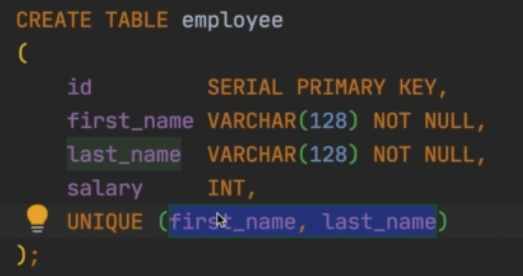 CREATE TABLE employee
(
id SERIAL PRIMARY KEY,
first_name VARCHAR(128) NOT NULL,
last_name VARCHAR(128) NOT NULL,
salary INT,
UNIQUE (first_name, last_name)
);